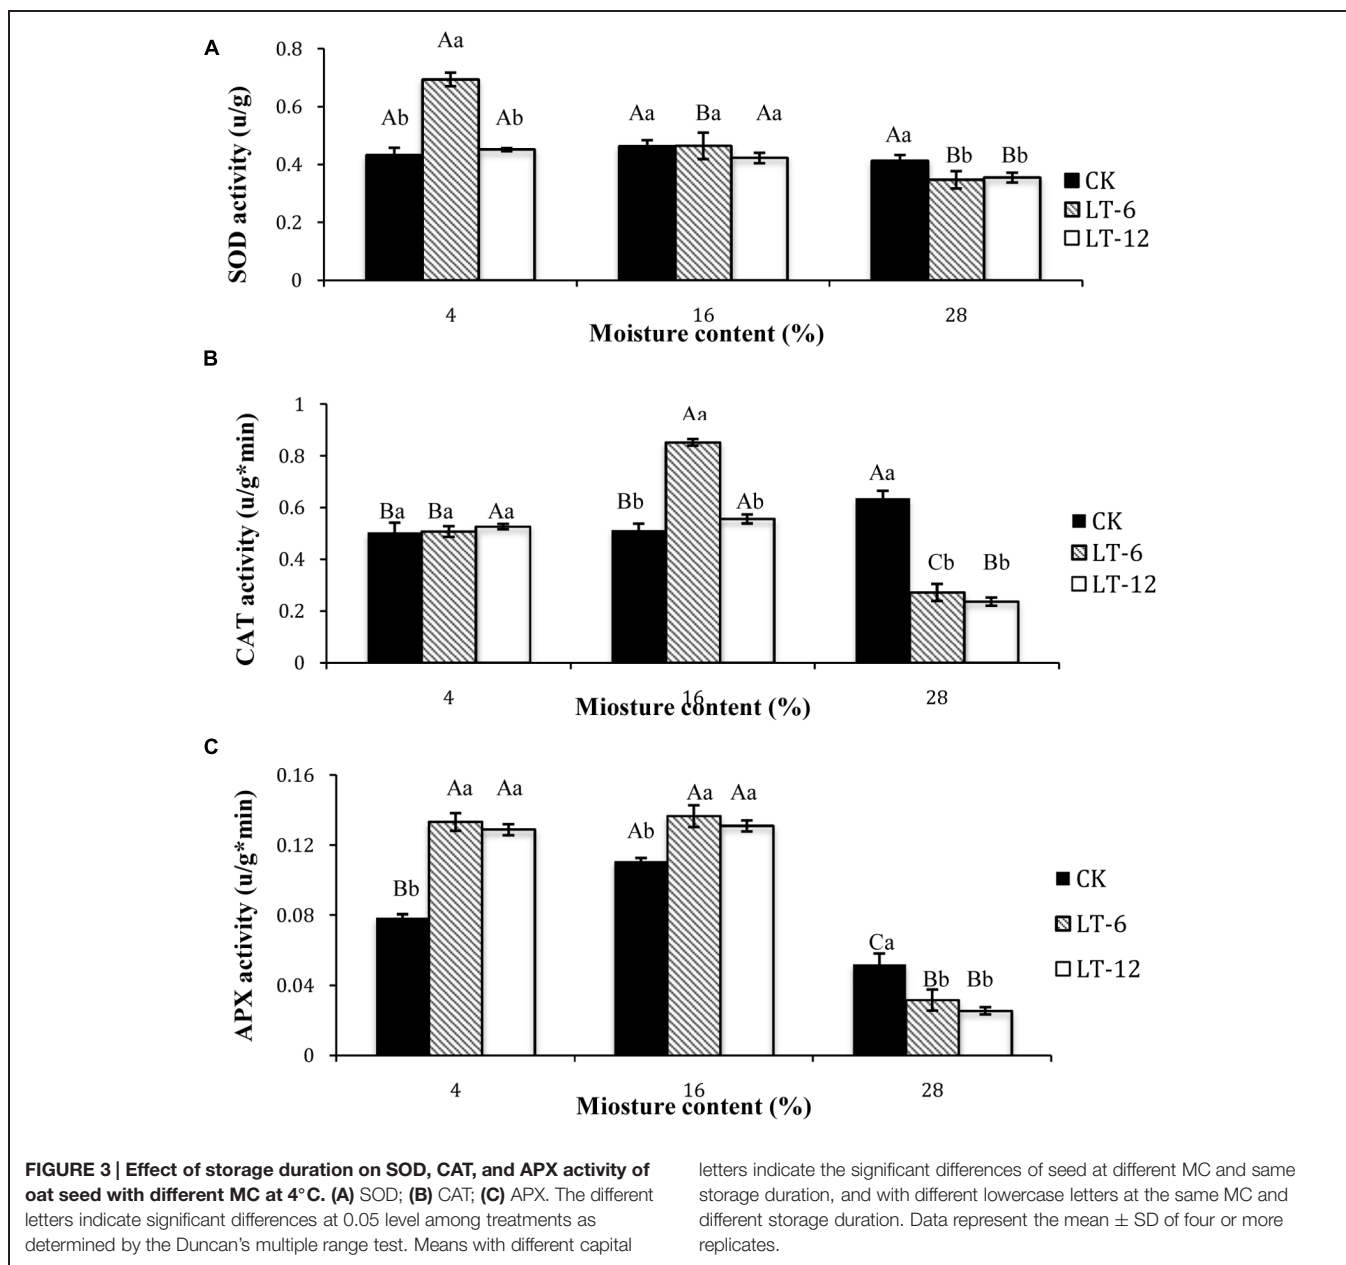 A
0.8
0.6
0.4
0.2
0
SOD activity (u/g)
Ab
Aa
Ab
Aa
Ba
Aa
Aa
Bb
Bb
4
16
28
Moisture content (%)
CK
LT-6
LT-12
B
1
0.8
0.6
0.4
0.2
0
CAT activity (u/g*min)
Ba
Ba
Aa
Bb
Aa
Ab
Aa
Cb
Bb
4
16
28
Miosture content (%)
CK
LT-6
LT-12
C
0.16
0.12
0.08
0.04
0
APX activity (u/g*min)
Bb
Aa
Aa
Ab
Aa
Aa
Ca
Bb
Bb
4
16
28
Miosture content (%)
CK
LT-6
LT-12
FIGURE 3 | Effect of storage duration on SOD, CAT, and APX activity of
oat seed with different MC at 4°C. (A) SOD; (B) CAT; (C) APX. The different
letters indicate significant differences at 0.05 level among treatments as
determined by the Duncan's multiple range test. Means with different capital
letters indicate the significant differences of seed at different MC and same
storage duration, and with different lowercase letters at the same MC and
different storage duration. Data represent the mean ± SD of four or more
replicates.